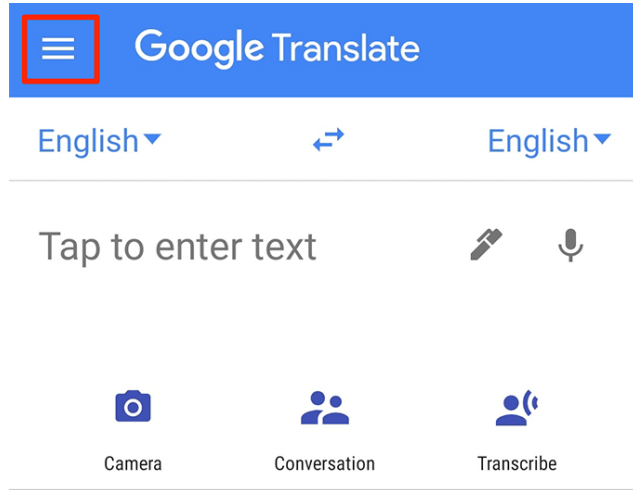 Google Translate
English English
Tap to enter text
Camera Conversation Transcribe